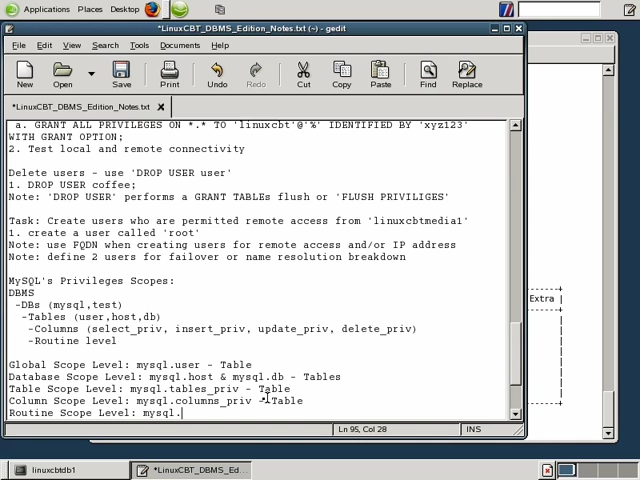 Applications Places Desktop
*LinuxCBT_DBMS_Edition_Notes.txt (~) - gedit
File Edit View Search Tools Documents Help
New Open Save Print Undo Redo Cut Copy Paste Find Replace
*LinuxCBT_DBMS_Edition_Notes.txt
a. GRANT ALL PRIVILEGES ON *.* TO 'linuxcbt'@'%' IDENTIFIED BY 'xyz123'
WITH GRANT OPTION;
2. Test local and remote connectivity
Delete users - use 'DROP USER user'
1. DROP USER coffee;
Note: 'DROP USER' performs a GRANT TABLEs flush or 'FLUSH PRIVILIGES'
Task: Create users who are permitted remote access from 'linuxcbtmedia1'
1. create a user called 'root'
Note: use FQDN when creating users for remote access and/or IP address
Note: define 2 users for failover or name resolution breakdown
MySQL's Privileges Scopes:
DBMS
-DBs (mysql,test)
-Tables (user,host,db)
-Columns (select_priv, insert_priv, update_priv, delete_priv)
-Routine level
Global Scope Level: mysql.user - Table
Database Scope Level: mysql.host & mysql.db - Tables
Table Scope Level: mysql.tables_priv - Table
Column Scope Level: mysql.columns_priv - Table
Routine Scope Level: mysql.
Extra |
Ln 95, Col 28 INS
linuxcbtdb1
*LinuxCBT_DBMS_Ed...